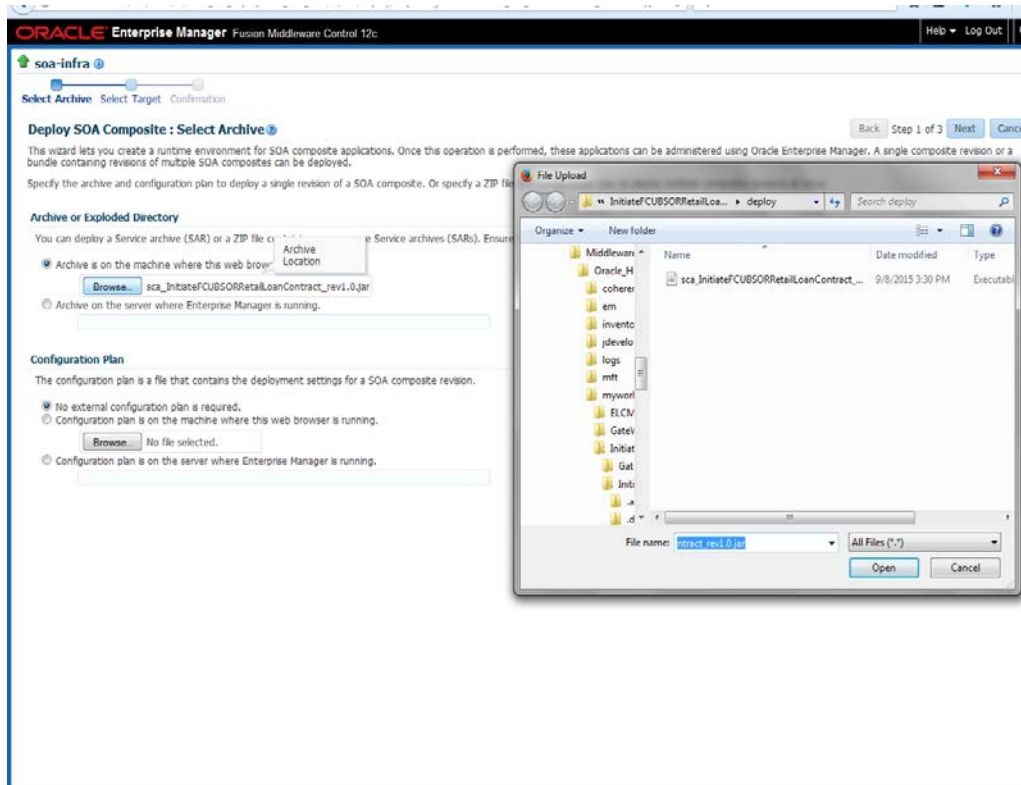 ORACLE Enterprise Manager Fusion Middleware Control 12c
Help Log Out
soa-infra
Select Archive Select Target Confirmation
Deploy SOA Composite : Select Archive
Back Step 1 of 3 Next Cance
This wizard lets you create a runtime environment for SOA composite applications. Once this operation is performed, these applications can be administered using Oracle Enterprise Manager. A single composite revision or a
bundle containing revisions of multiple SOA composites can be deployed.
Specify the archive and configuration plan to deploy a single revision of a SOA composite. Or specify a ZIP file
Archive or Exploded Directory
You can deploy a Service archive (SAR) or a ZIP file co
e Service archives (SARs). Ensure
Archive
Location
Archive is on the machine where this web brow
Browse... sca_InitiateFCUBSORRetailLoanContract_rev1.0.jar
Archive on the server where Enterprise Manager is running.
Configuration Plan
The configuration plan is a file that contains the deployment settings for a SOA composite revision.
No external configuration plan is required.
Configuration plan is on the machine where this web browser is running.
Browse... No file selected.
Configuration plan is on the server where Enterprise Manager is running.
File Upload
« InitiateFCUBSORRetailLoa... deploy
Search deploy
Organize New folder
Name Date modified Type
Middleware
Oracle_H
coherer
em
invento
jdevelo
logs
mft
mywork
ELCM
GateW
Initiat
Gat
Initi
.a
.d
sca_InitiateFCUBSORRetailLoanContract_... 9/8/2015 3:30 PM Executabl
File name: ntract_rev1.0.jar
All Files (*.*)
Open Cancel